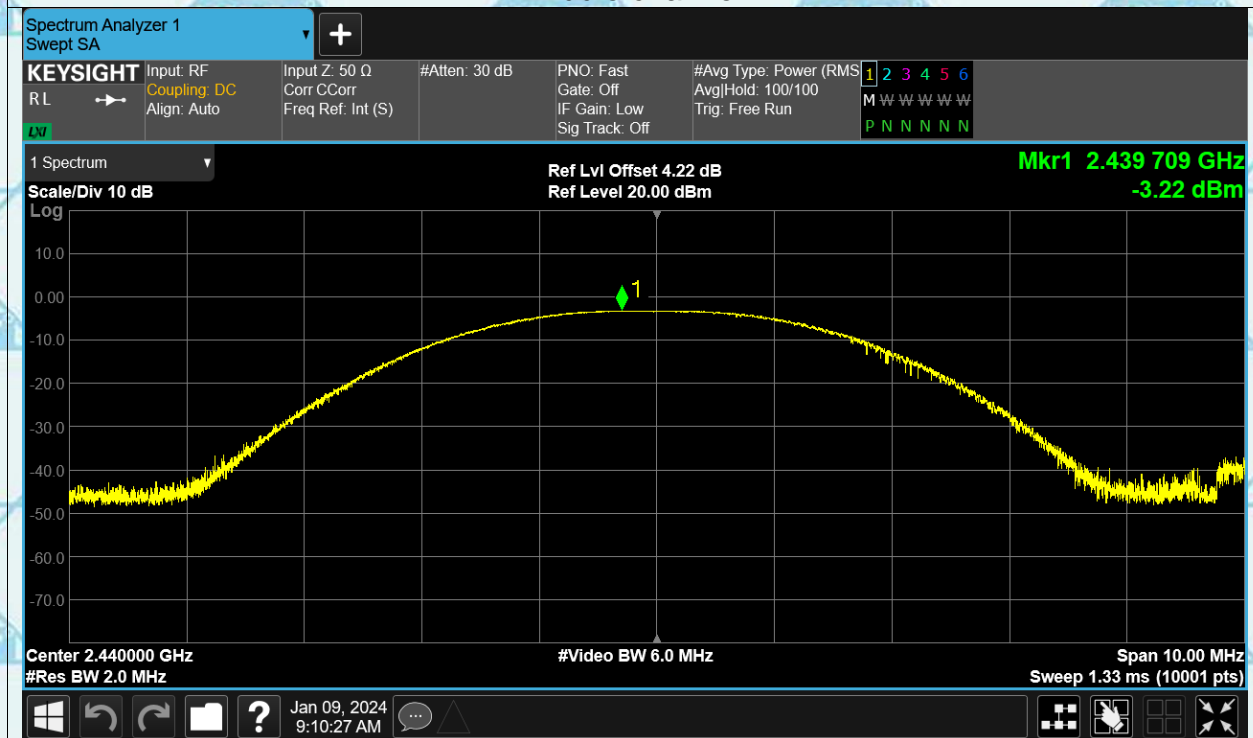 Spectrum Analyzer 1
Swept SA
+
KEYSIGHT
RL
LXI
Input: RF
Coupling: DC
Align: Auto
Input Z: 50 Ω
Corr CCorr
Freq Ref: Int (S)
#Atten: 30 dB
PNO: Fast
Gate: Off
IF Gain: Low
Sig Track: Off
#Avg Type: Power (RMS
Avg|Hold: 100/100
Trig: Free Run
1 2 3 4 5 6
M W W W W W
P N N N N N
1 Spectrum
Scale/Div 10 dB
Log
Ref Lvl Offset 4.22 dB
Ref Level 20.00 dBm
Mkr1 2.439 709 GHz
-3.22 dBm
10.0
0.00
-10.0
-20.0
-30.0
-40.0
-50.0
-60.0
-70.0
1
Center 2.440000 GHz
#Res BW 2.0 MHz
#Video BW 6.0 MHz
Span 10.00 MHz
Sweep 1.33 ms (10001 pts)
?
Jan 09, 2024
9:10:27 AM